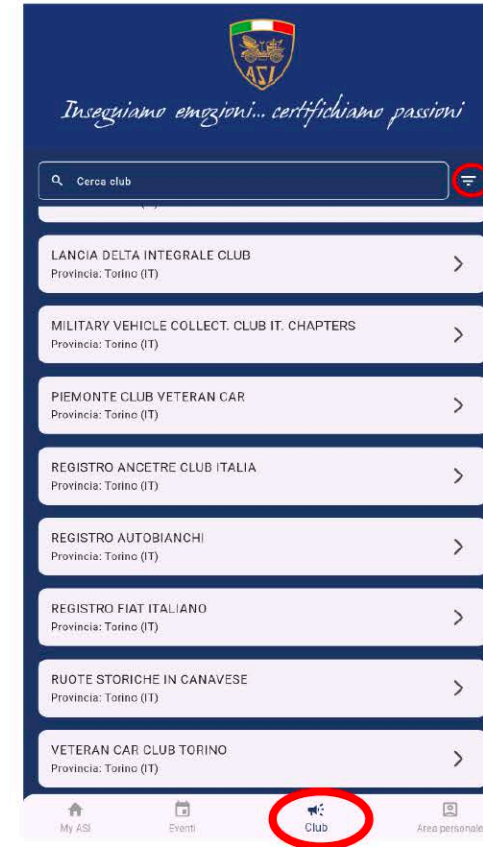 ASI
Inseguiamo emozioni... certifichiamo passioni
Cerca club
LANCIA DELTA INTEGRALE CLUB
Provincia: Torino (IT)
MILITARY VEHICLE COLLECT. CLUB IT. CHAPTERS
Provincia: Torino (IT)
PIEMONTE CLUB VETERAN CAR
Provincia: Torino (IT)
REGISTRO ANCETRE CLUB ITALIA
Provincia: Torino (IT)
REGISTRO AUTOBIANCHI
Provincia: Torino (IT)
REGISTRO FIAT ITALIANO
Provincia: Torino (IT)
RUOTE STORICHE IN CANAVESE
Provincia: Torino (IT)
VETERAN CAR CLUB TORINO
Provincia: Torino (IT)
My ASI Eventi Club Area personale